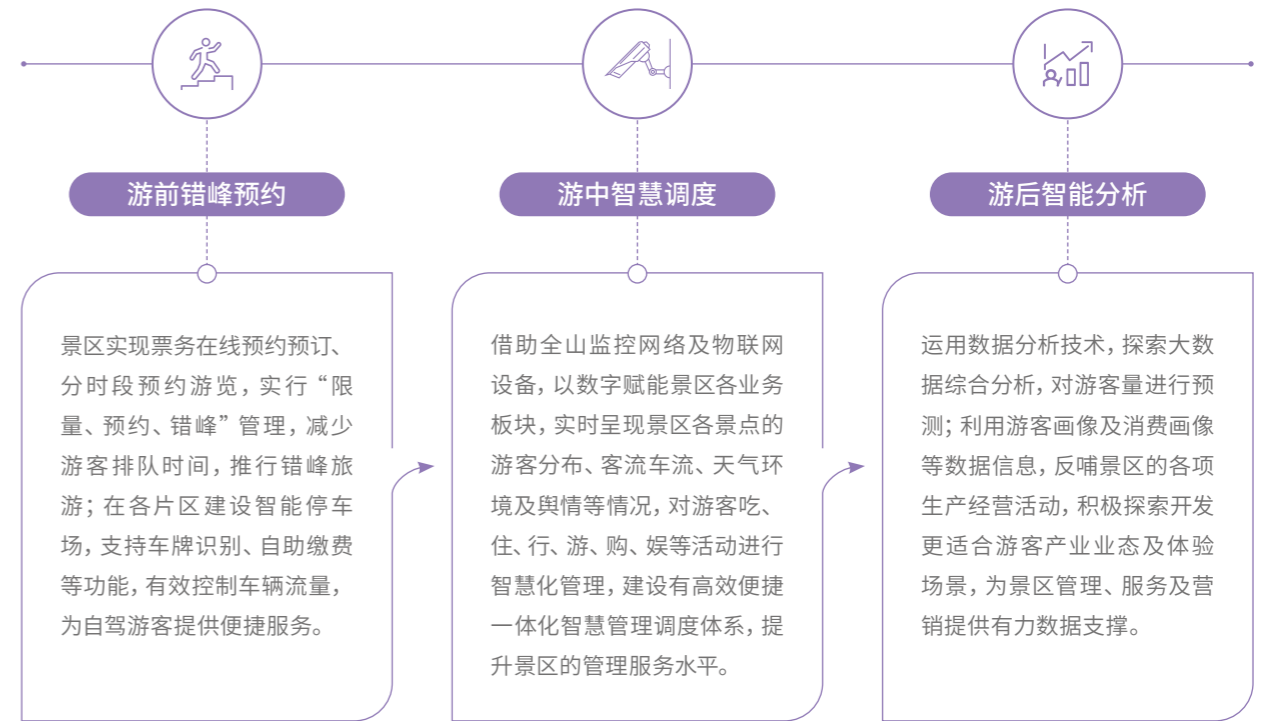 游前错峰预约
景区实现票务在线预约预订、
分时段预约游览，实行“限
量、预约、错峰”管理，减少
游客排队时间，推行错峰旅
游；在各片区建设智能停车
场，支持车牌识别、自助缴费
等功能，有效控制车辆流量，
为自驾游客提供便捷服务。
游中智慧调度
借助全山监控网络及物联网
设备，以数字赋能景区各业务
板块，实时呈现景区各景点的
游客分布、客流车流、天气环
境及舆情等情况，对游客吃、
住、行、游、购、娱等活动进行
智慧化管理，建设有高效便捷
一体化智慧管理调度体系，提
升景区的管理服务水平。
游后智能分析
运用数据分析技术，探索大数
据综合分析，对游客量进行预
测；利用游客画像及消费画像
等数据信息，反哺景区的各项
生产经营活动，积极探索开发
更适合游客产业业态及体验
场景，为景区管理、服务及营
销提供有力数据支撑。